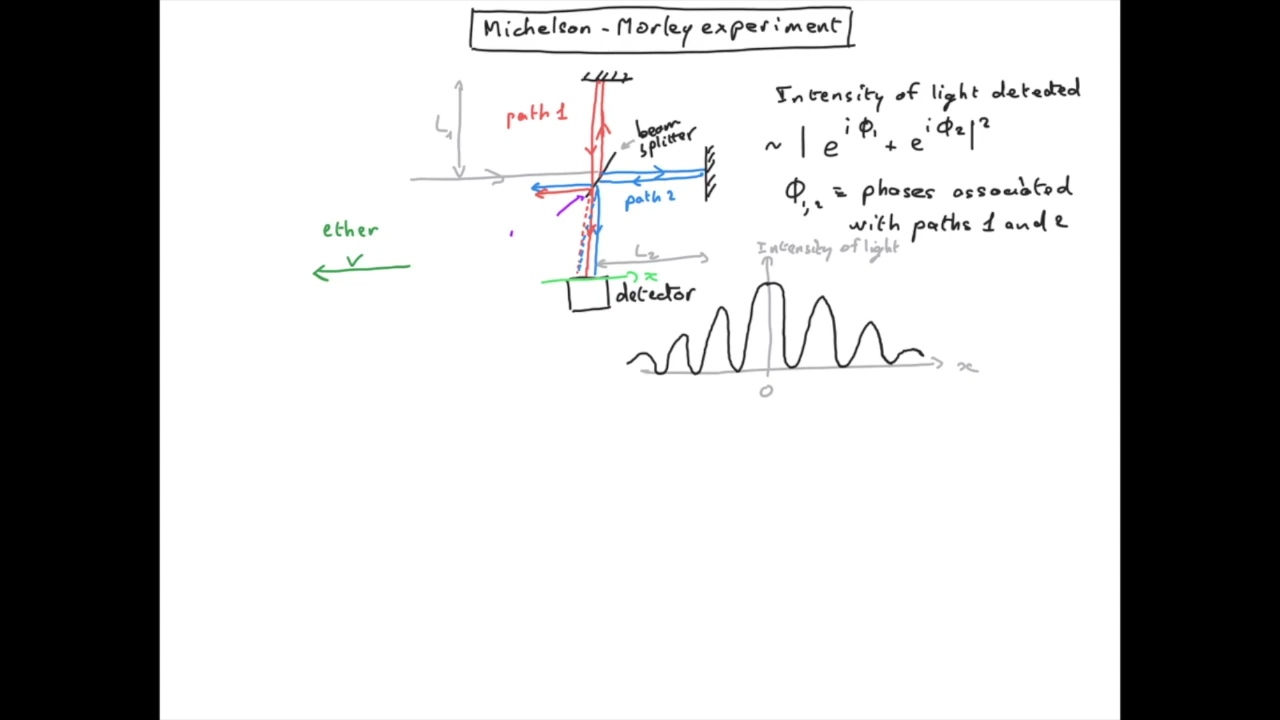 Michelson - Morley experiment
Intensity of light detected
~ | e^{iΦ₁} + e^{iΦ₂} |²
Φ₁,₂ ≡ phases associated
with paths 1 and 2
L₁
path 1
beam
splitter
path 2
ether
v
L₂
x
detector
Intensity of light
x
0